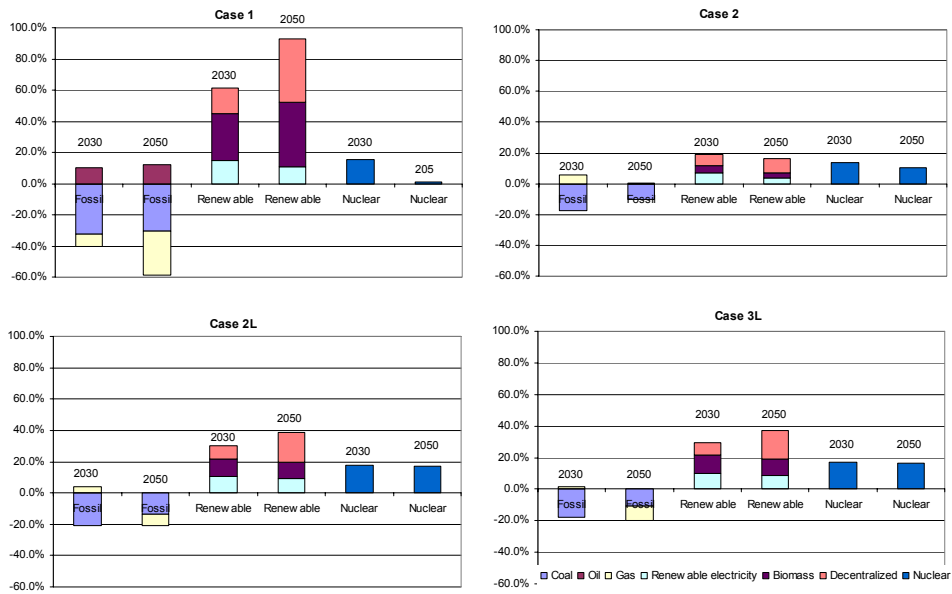 Case 1
100.0%
80.0%
60.0%
40.0%
20.0%
0.0%
-20.0%
-40.0%
-60.0%
2030
2050
2030
2050
2030
205
Fossil
Fossil
Renew able
Renew able
Nuclear
Nuclear
Case 2
100.0%
80.0%
60.0%
40.0%
20.0%
0.0%
-20.0%
-40.0%
-60.0%
2030
2050
2030
2050
2030
2050
Fossil
Fossil
Renew able
Renew able
Nuclear
Nuclear
Case 2L
100.0%
80.0%
60.0%
40.0%
20.0%
0.0%
-20.0%
-40.0%
-60.0%
2030
2050
2030
2050
2030
2050
Fossil
Fossil
Renew able
Renew able
Nuclear
Nuclear
Case 3L
100.0%
80.0%
60.0%
40.0%
20.0%
0.0%
-20.0%
-40.0%
-60.0%
2030
2050
2030
2050
2030
2050
Fossil
Fossil
Renew able
Renew able
Nuclear
Nuclear
Coal Oil Gas Renew able electricity Biomass Decentralized Nuclear